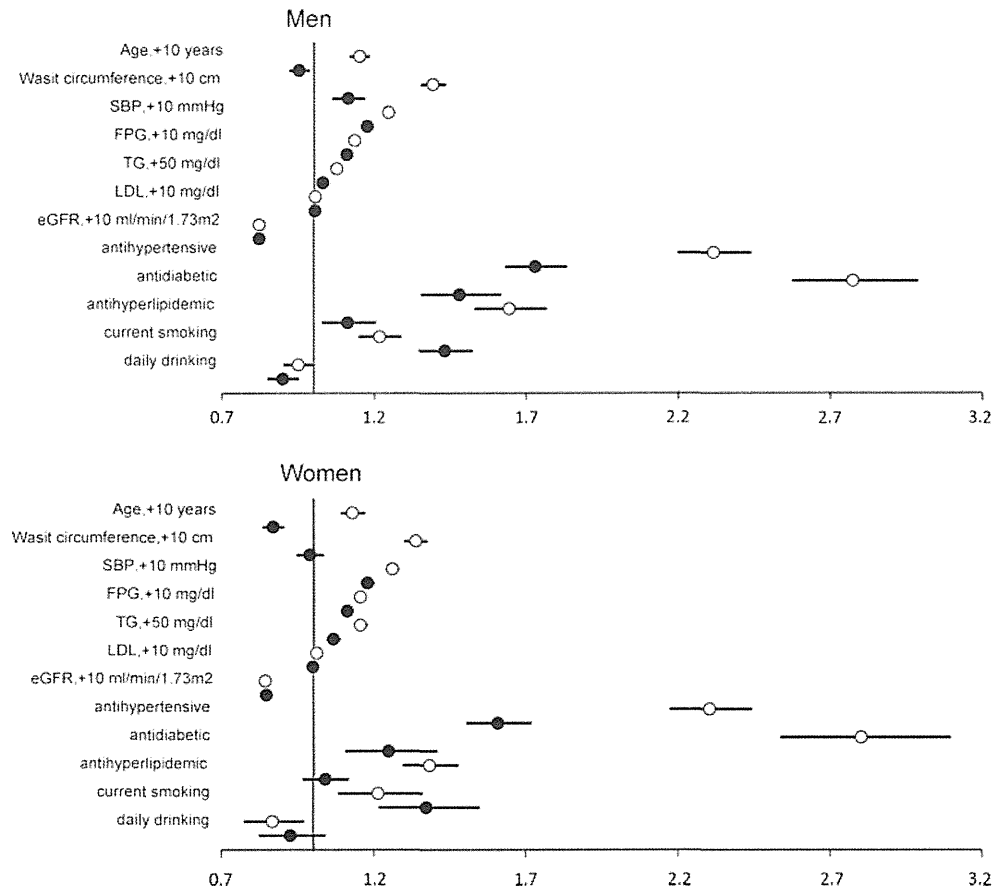 Men
Age,+10 years
Wasit circumference,+10 cm
SBP,+10 mmHg
FPG,+10 mg/dl
TG,+50 mg/dl
LDL,+10 mg/dl
eGFR,+10 ml/min/1.73m2
antihypertensive
antidiabetic
antihyperlipidemic
current smoking
daily drinking
0.7 1.2 1.7 2.2 2.7 3.2
Women
Age,+10 years
Wasit circumference,+10 cm
SBP,+10 mmHg
FPG,+10 mg/dl
TG,+50 mg/dl
LDL,+10 mg/dl
eGFR,+10 ml/min/1.73m2
antihypertensive
antidiabetic
antihyperlipidemic
current smoking
daily drinking
0.7 1.2 1.7 2.2 2.7 3.2